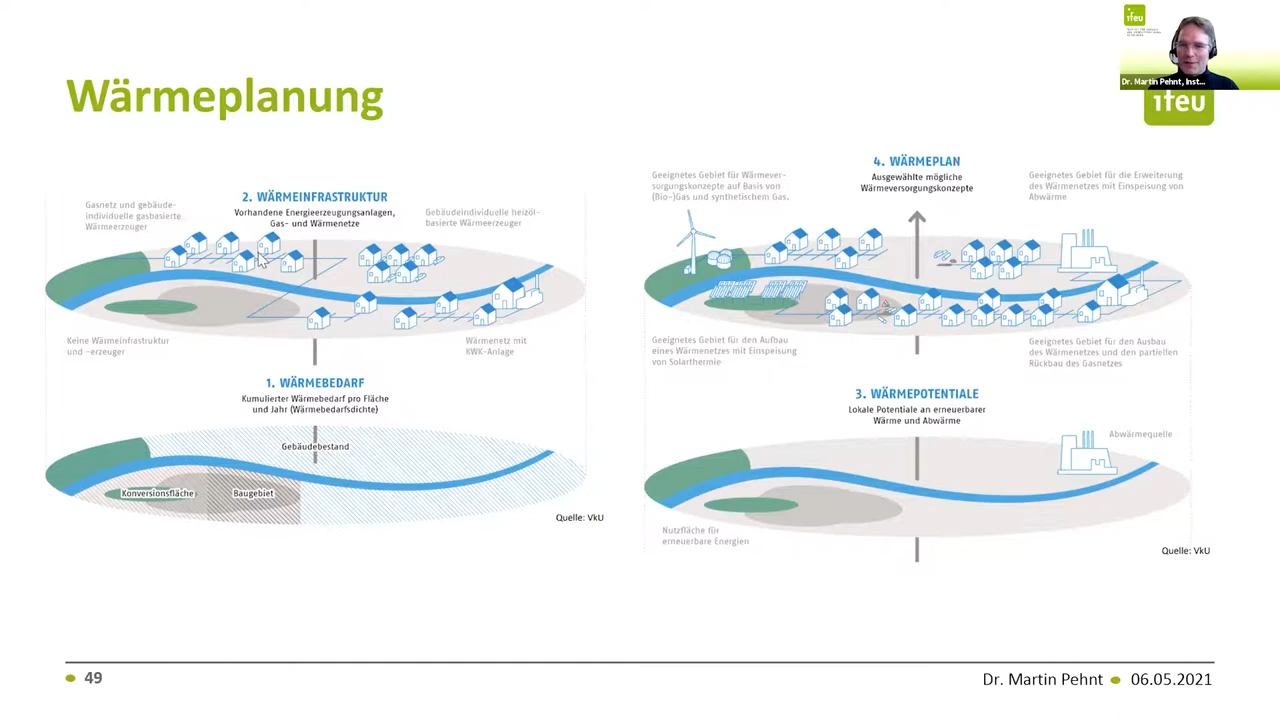 Wärmeplanung
ifeu
Dr. Martin Pehnt, Inst...
ifeu
2. WÄRMEINFRASTRUKTUR
Vorhandene Energieerzeugungsanlagen,
Gas- und Wärmenetze
Gasnetz und gebäude-
individuelle gasbasierte
Wärmeerzeuger
Gebäudeindividuelle heizöl-
basierte Wärmeerzeuger
Keine Wärmeinfrastruktur
und -erzeuger
Wärmenetz mit
KWK-Anlage
1. WÄRMEBEDARF
Kumulierter Wärmebedarf pro Fläche
und Jahr (Wärmebedarfsdichte)
Gebäudebestand
Konversionsfläche
Baugebiet
Quelle: VkU
4. WÄRMEPLAN
Ausgewählte mögliche
Wärmeversorgungskonzepte
Geeignetes Gebiet für Wärmever-
sorgungskonzepte auf Basis von
(Bio-)Gas und synthetischem Gas.
Geeignetes Gebiet für die Erweiterung
des Wärmenetzes mit Einspeisung von
Abwärme
Geeignetes Gebiet für den Aufbau
eines Wärmenetzes mit Einspeisung
von Solarthermie
Geeignetes Gebiet für den Ausbau
des Wärmenetzes und den partiellen
Rückbau des Gasnetzes
3. WÄRMEPOTENTIALE
Lokale Potentiale an erneuerbarer
Wärme und Abwärme
Abwärmequelle
Nutzfläche für
erneuerbare Energien
Quelle: VkU
49
Dr. Martin Pehnt
06.05.2021